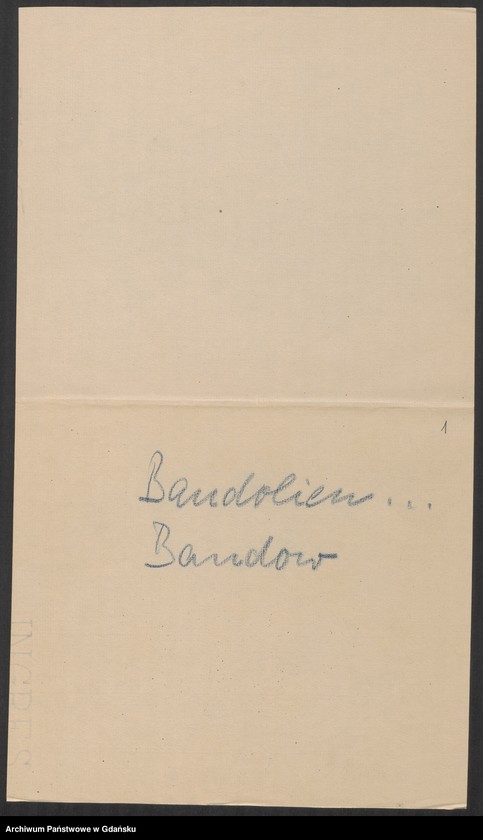 1
Bandolien...
Bandow
Archiwum Państwowe w Gdańsku